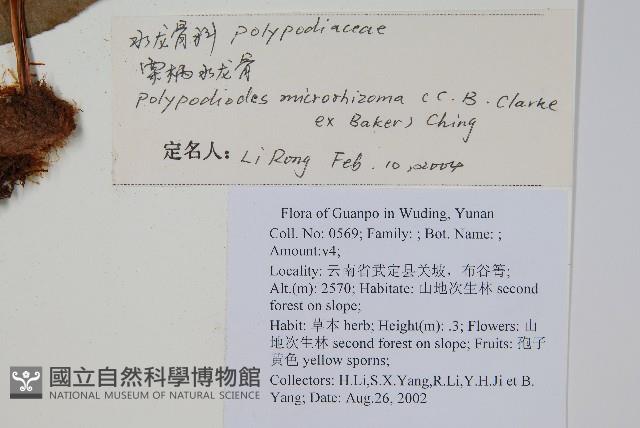 水龙骨科 polypodiaceae
栗柄水龙骨
polypodiodes microrhizoma (C. B. Clarke
ex Baker) Ching
定名人: Li Rong Feb. 10, 2004
Flora of Guanpo in Wuding, Yunan
Coll. No: 0569; Family: ; Bot. Name: ;
Amount:v4;
Locality: 云南省武定县关坡，布谷箐;
Alt.(m): 2570; Habitate: 山地次生林 second
forest on slope;
Habit: 草本 herb; Height(m): .3; Flowers: 山
地次生林 second forest on slope; Fruits: 孢子
黄色 yellow sporns;
Collectors: H.Li,S.X.Yang,R.Li,Y.H.Ji et B.
Yang; Date: Aug.26, 2002
國立自然科學博物館
NATIONAL MUSEUM OF NATURAL SCIENCE